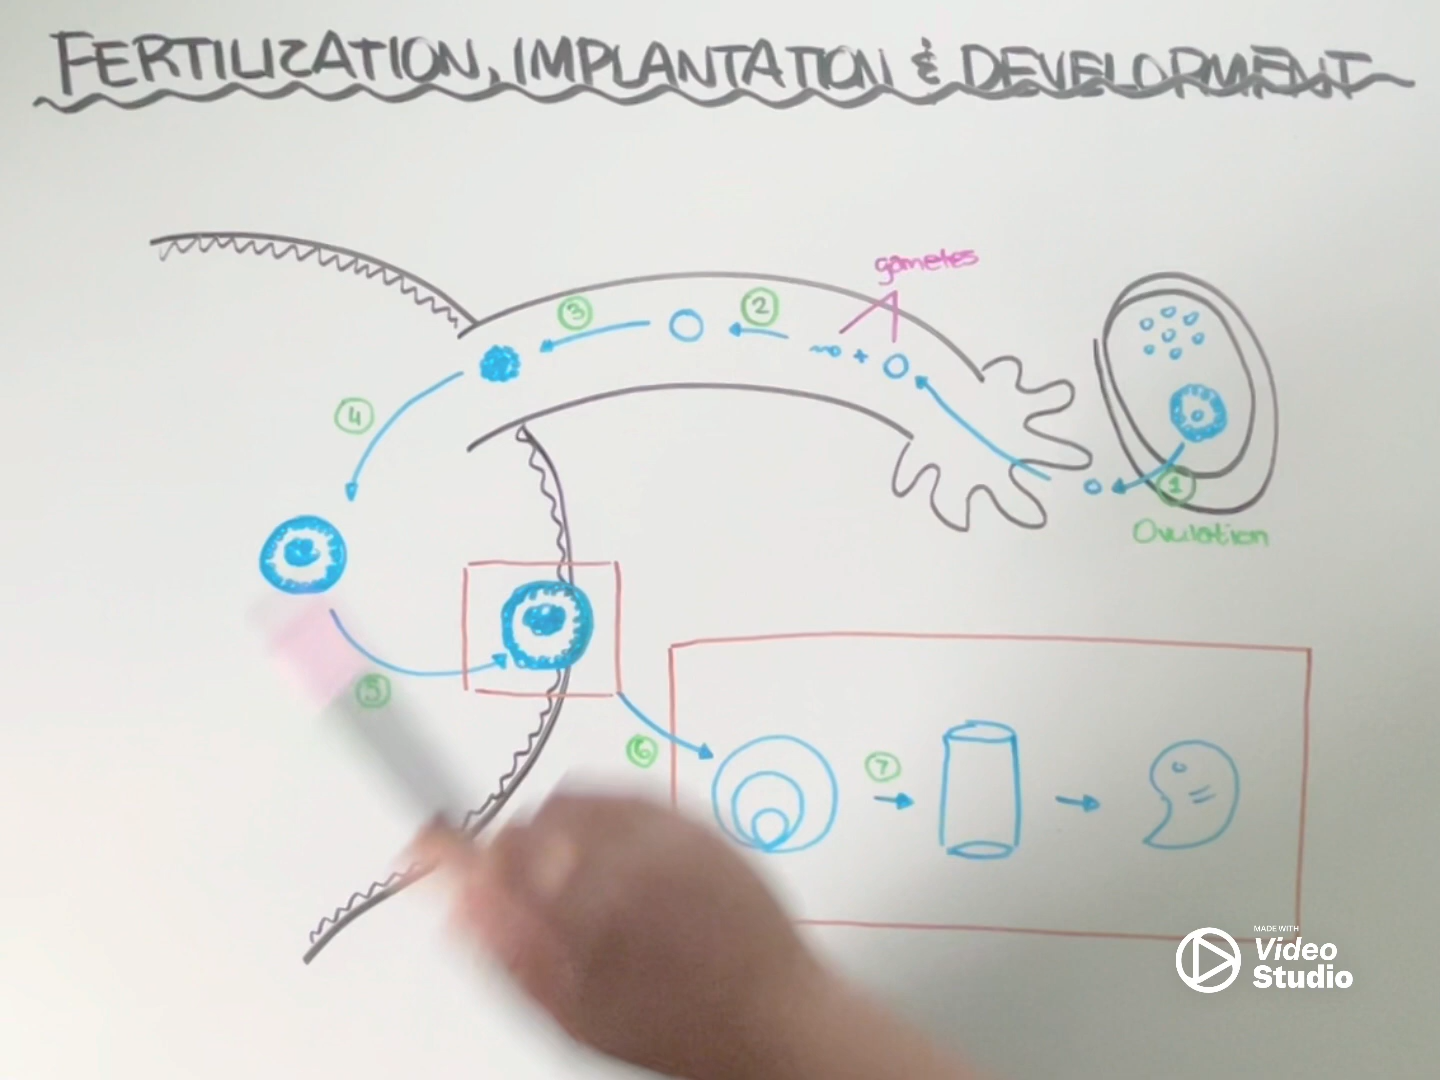 FERTILIZATION, IMPLANTATION & DEVELOPMENT
gametes
3
2
4
1
Ovulation
5
6
7
MADE WITH
Video
Studio